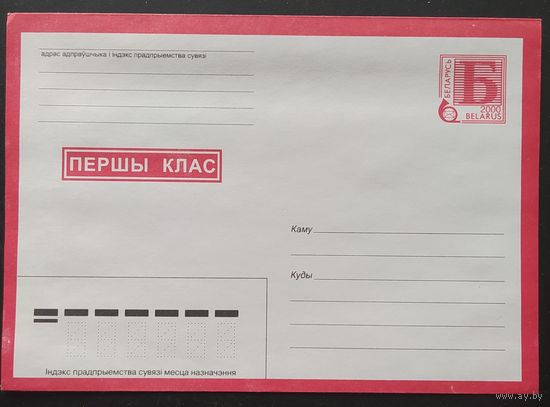 адрас адпраўшчыка і індэкс прадпрыемства сувязі
БЕЛАРУСЬ
Б
2000
BELARUS
ПЕРШЫ КЛАС
Каму
Куды
Індэкс прадпрыемства сувязі месца назначэння
www.ay.by